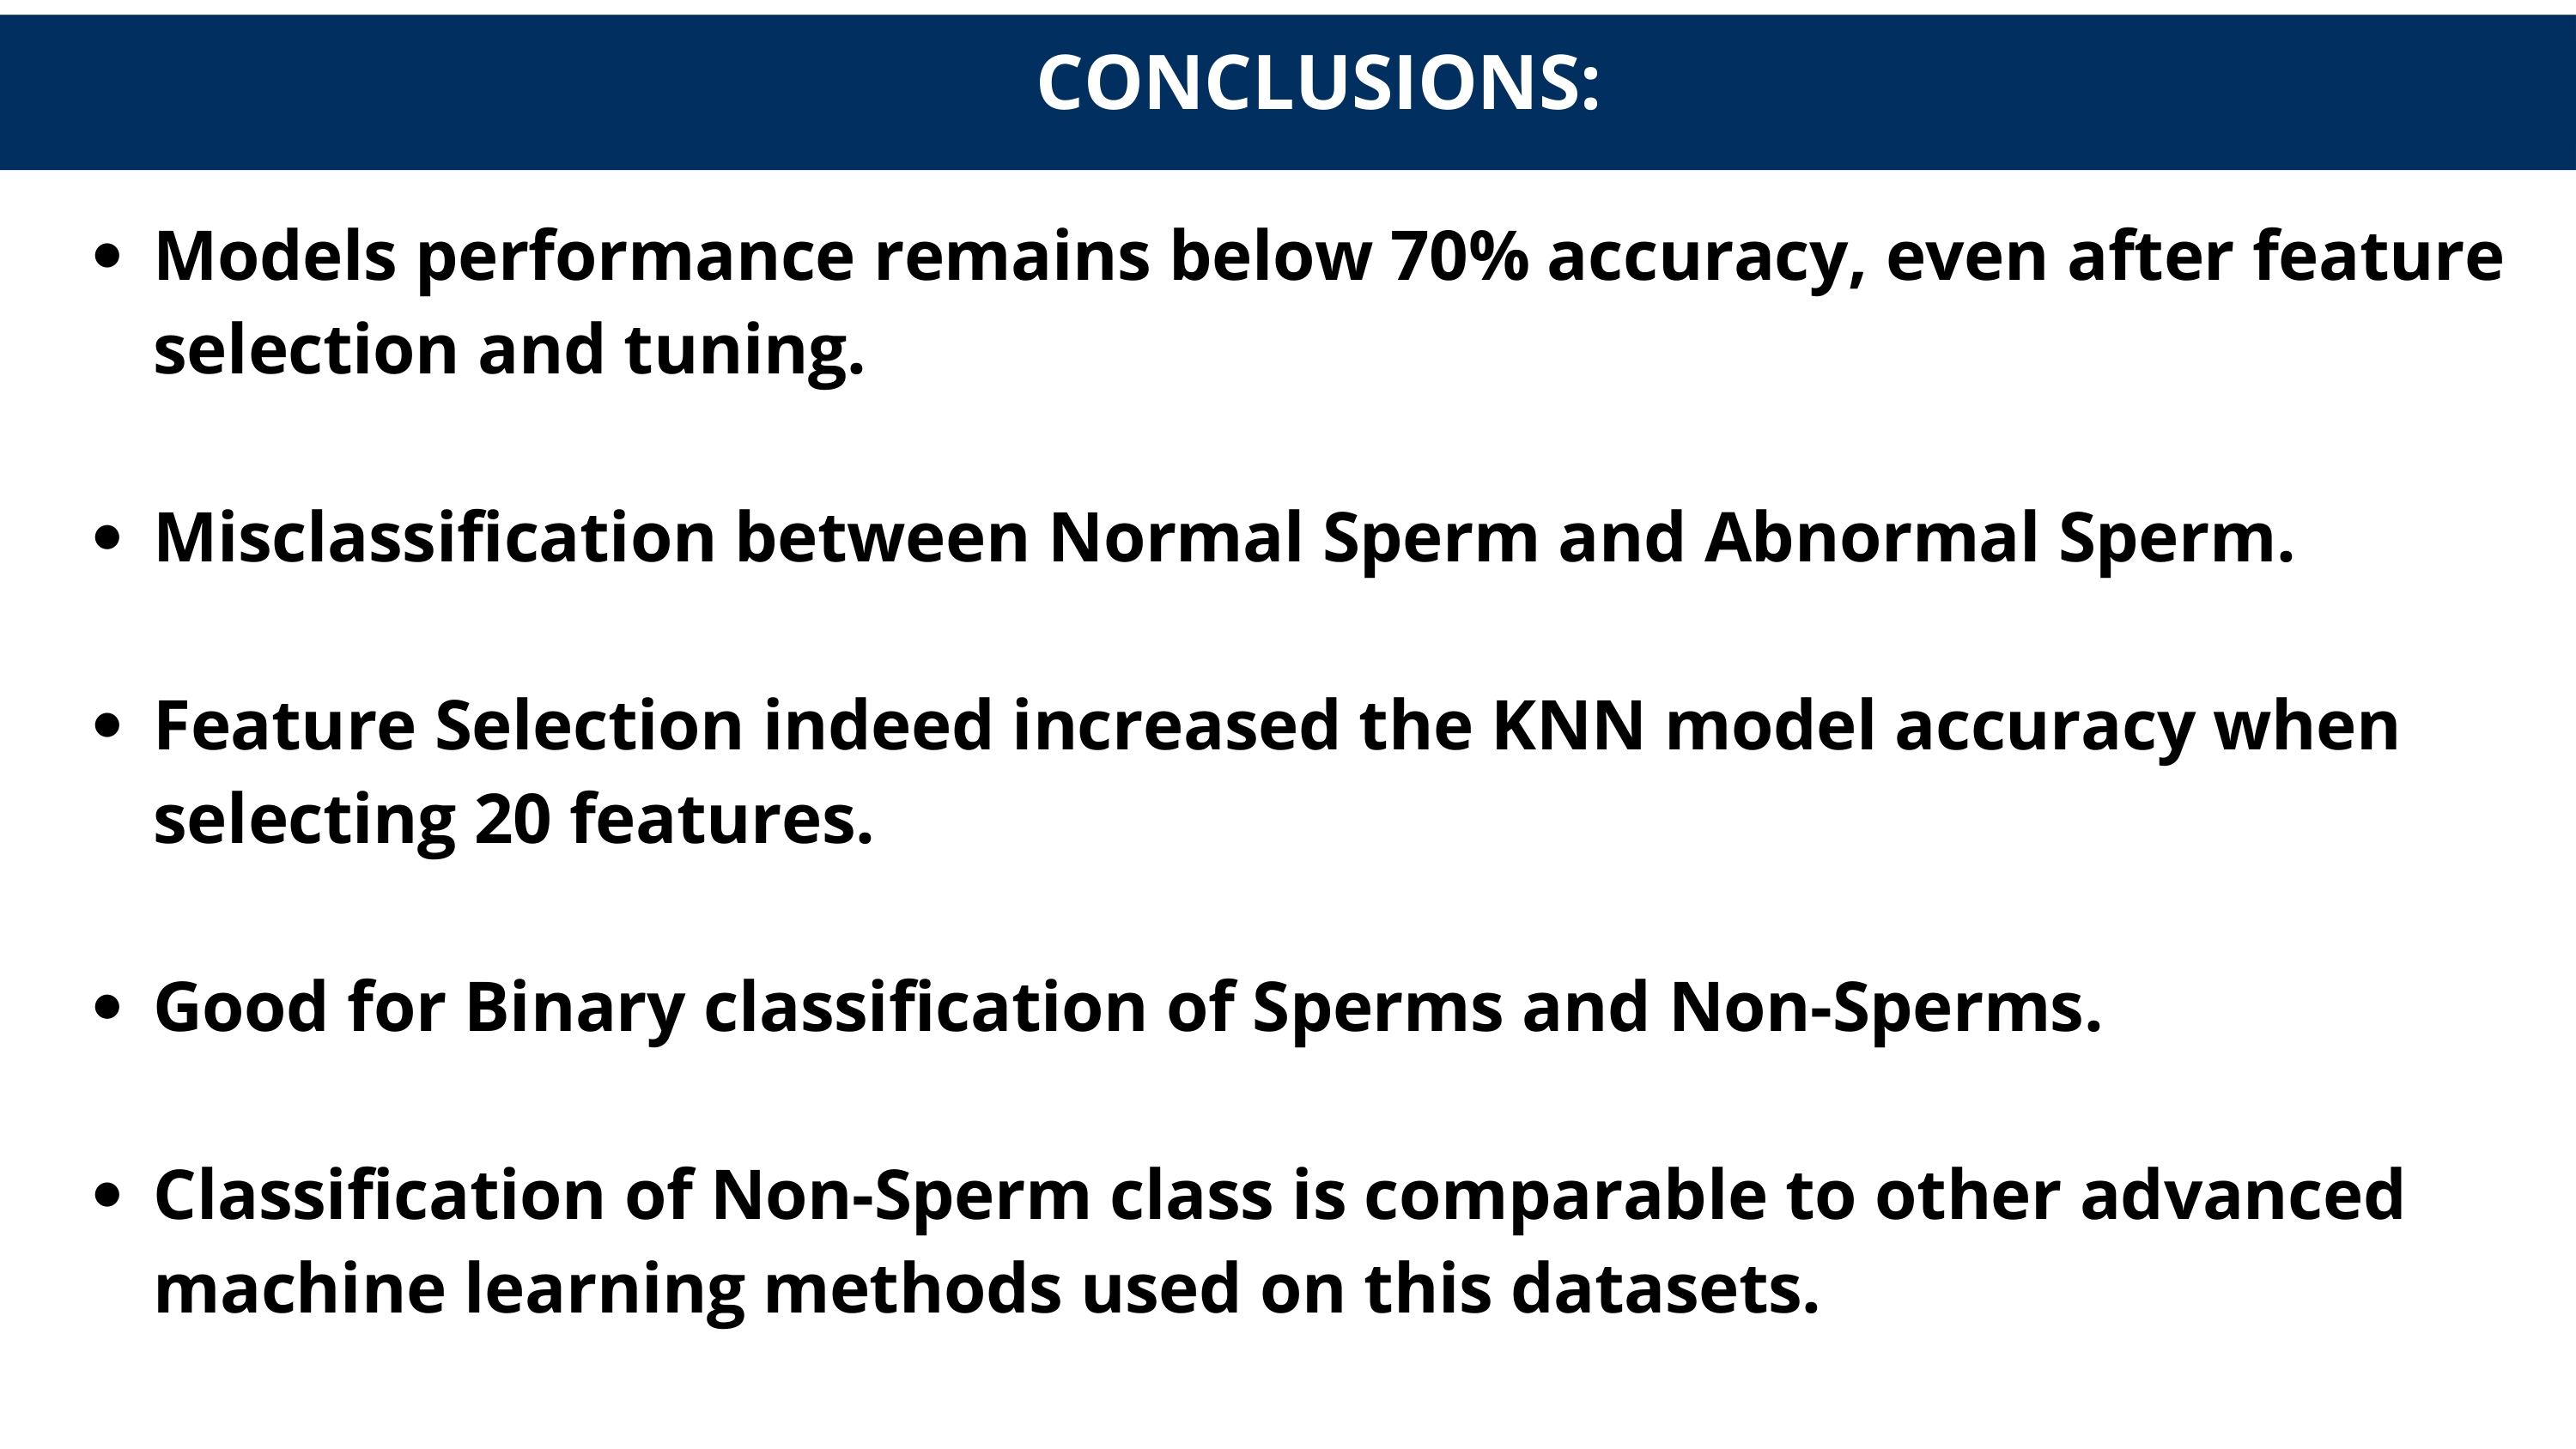 CONCLUSIONS:
• Models performance remains below 70% accuracy, even after feature
selection and tuning.
• Misclassification between Normal Sperm and Abnormal Sperm.
• Feature Selection indeed increased the KNN model accuracy when
selecting 20 features.
• Good for Binary classification of Sperms and Non-Sperms.
• Classification of Non-Sperm class is comparable to other advanced
machine learning methods used on this datasets.